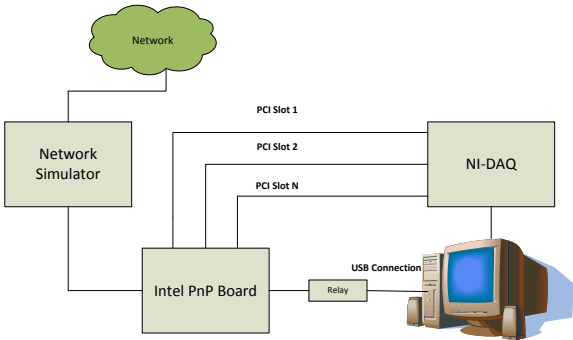 Network
PCI Slot 1
Network
Simulator
PCI Slot 2
NI-DAQ
PCI Slot N
USB Connection
Intel PnP Board
Relay